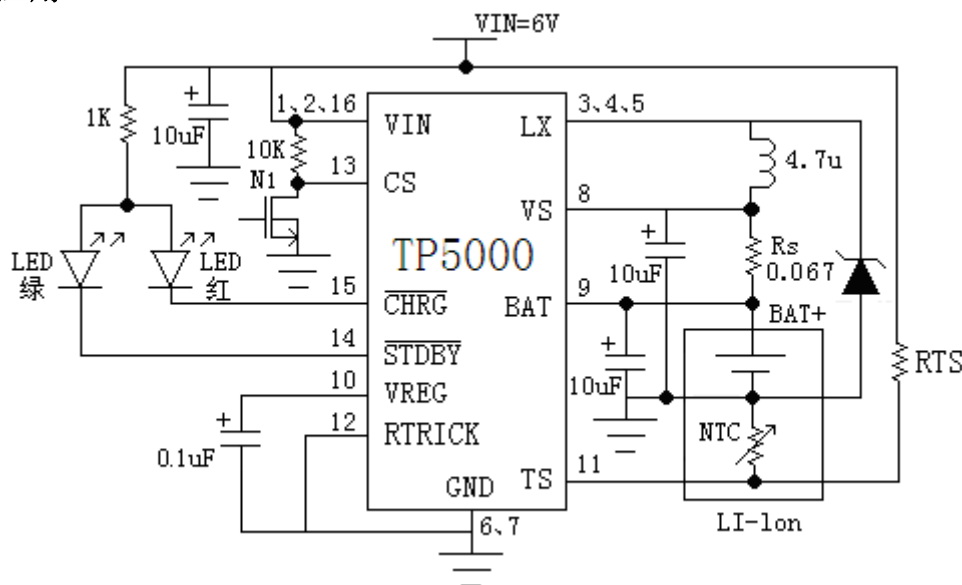 VIN=6V
1K
10uF
1、2、16
VIN
LX
3、4、5
10K
4.7u
13
CS
N1
VS
8
TP5000
Rs
0.067
LED
绿
LED
红
10uF
15
CHRG
BAT
9
BAT+
14
STDBY
10uF
RTS
10
VREG
12
RTRICK
NTC
0.1uF
GND
TS
11
6、7
LI-lon